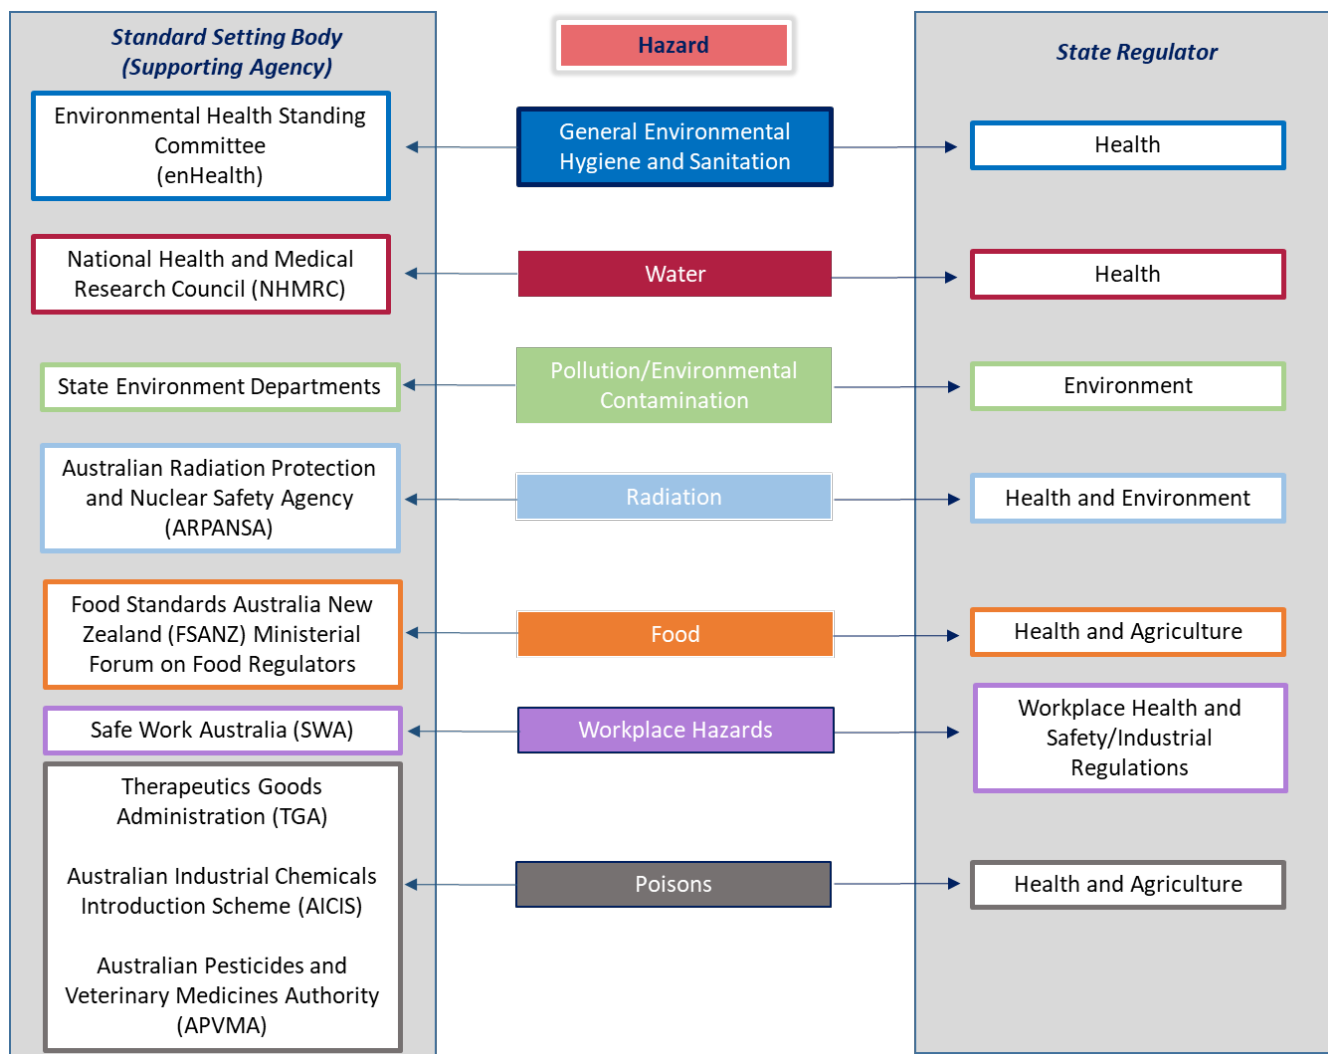 Standard Setting Body
(Supporting Agency)
Hazard
State Regulator
Environmental Health Standing
Committee
(enHealth)
General Environmental
Hygiene and Sanitation
Health
National Health and Medical
Research Council (NHMRC)
Water
Health
State Environment Departments
Pollution/Environmental
Contamination
Environment
Australian Radiation Protection
and Nuclear Safety Agency
(ARPANSA)
Radiation
Health and Environment
Food Standards Australia New
Zealand (FSANZ) Ministerial
Forum on Food Regulators
Food
Health and Agriculture
Safe Work Australia (SWA)
Workplace Hazards
Workplace Health and
Safety/Industrial
Regulations
Therapeutics Goods
Administration (TGA)
Australian Industrial Chemicals
Introduction Scheme (AICIS)
Australian Pesticides and
Veterinary Medicines Authority
(APVMA)
Poisons
Health and Agriculture